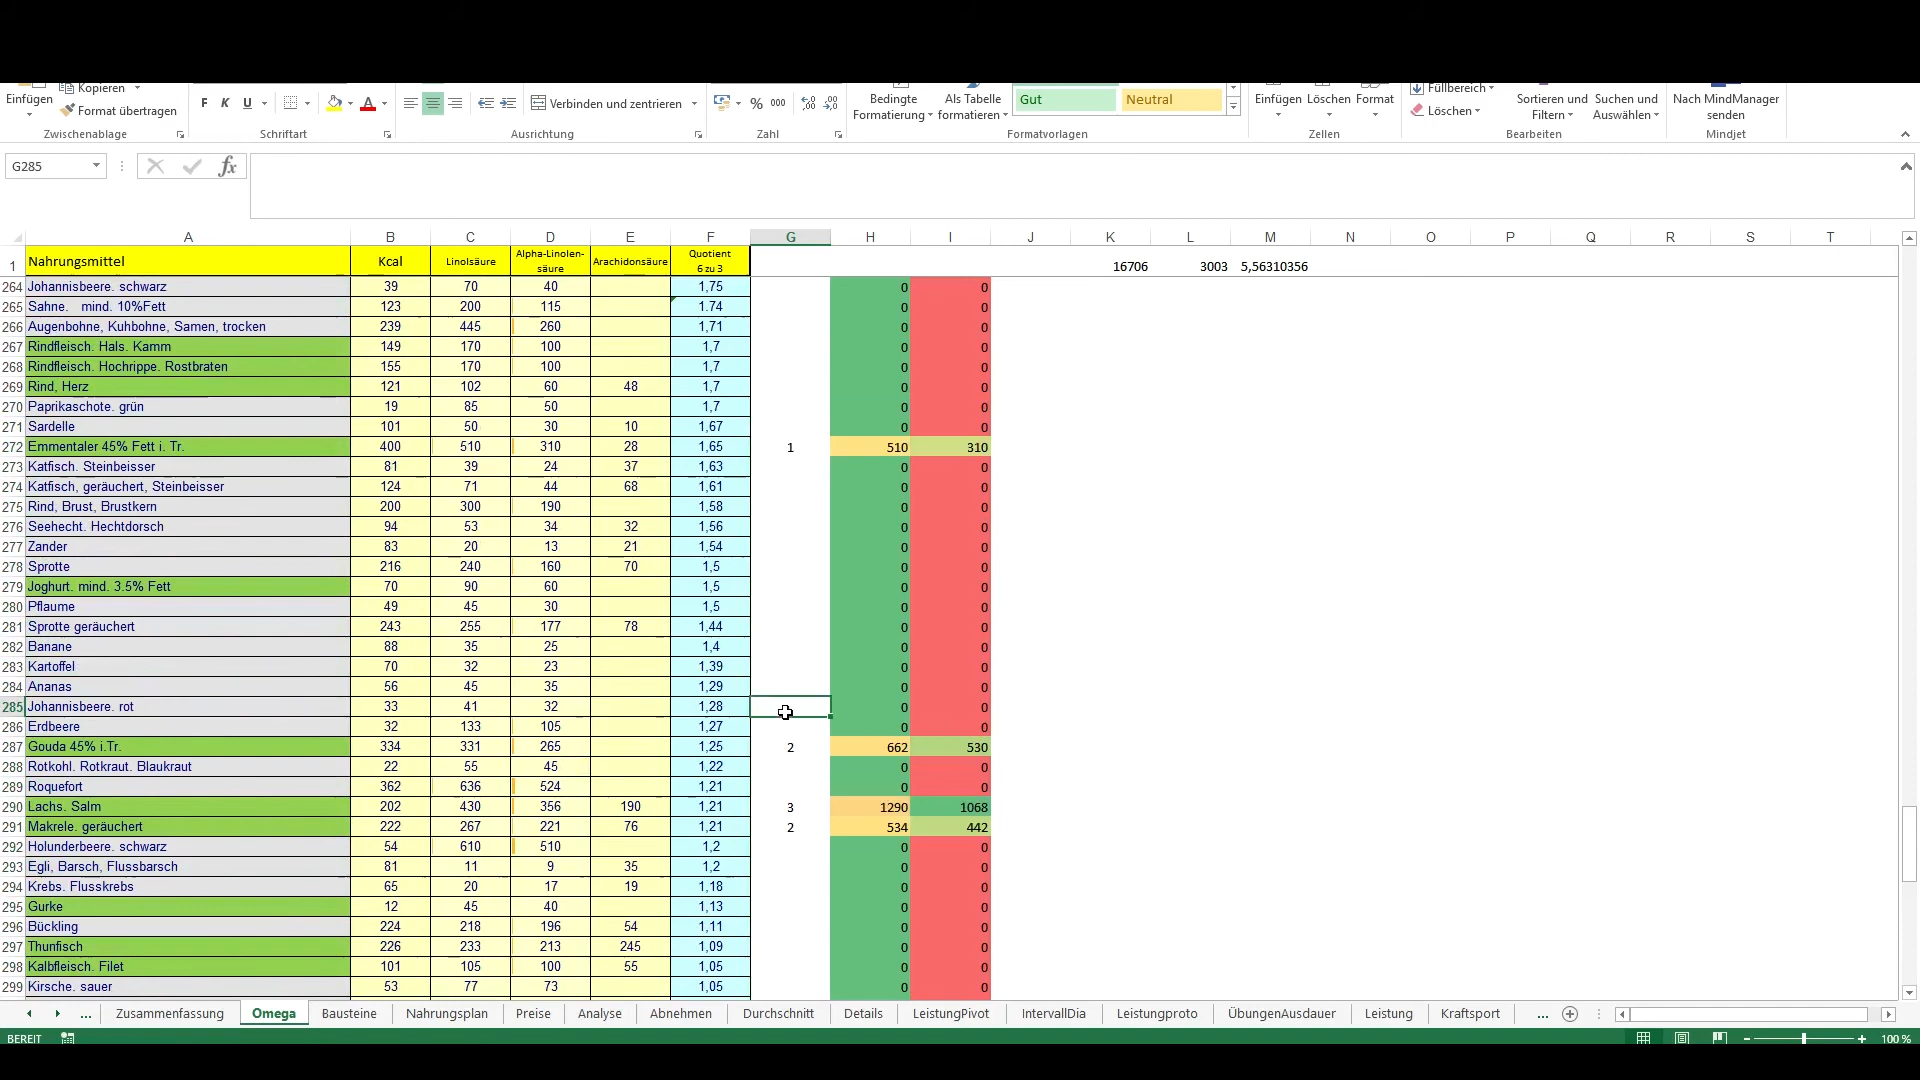 Einfügen
Kopieren
Format übertragen
Zwischenablage
F K U
Schriftart
Verbinden und zentrieren
Ausrichtung
% 000
Zahl
Bedingte Formatierung
Als Tabelle formatieren
Gut
Neutral
Formatvorlagen
Einfügen
Löschen
Format
Zellen
Füllbereich
Löschen
Sortieren und Filtern
Suchen und Auswählen
Bearbeiten
Nach MindManager senden
Mindjet
G285
fx
A B C D E F G H I J K L M N O P Q R S T
1 Nahrungsmittel Kcal Linolsäure Alpha-Linolen-säure Arachidonsäure Quotient 6 zu 3 16706 3003 5,56310356
264 Johannisbeere. schwarz 39 70 40 1,75 0 0
265 Sahne. mind. 10%Fett 123 200 115 1.74 0 0
266 Augenbohne, Kuhbohne, Samen, trocken 239 445 260 1,71 0 0
267 Rindfleisch. Hals. Kamm 149 170 100 1,7 0 0
268 Rindfleisch. Hochrippe. Rostbraten 155 170 100 1,7 0 0
269 Rind, Herz 121 102 60 48 1,7 0 0
270 Paprikaschote. grün 19 85 50 1,7 0 0
271 Sardelle 101 50 30 10 1,67 0 0
272 Emmentaler 45% Fett i. Tr. 400 510 310 28 1,65 1 510 310
273 Katfisch. Steinbeisser 81 39 24 37 1,63 0 0
274 Katfisch, geräuchert, Steinbeisser 124 71 44 68 1,61 0 0
275 Rind, Brust, Brustkern 200 300 190 1,58 0 0
276 Seehecht. Hechtdorsch 94 53 34 32 1,56 0 0
277 Zander 83 20 13 21 1,54 0 0
278 Sprotte 216 240 160 70 1,5 0 0
279 Joghurt. mind. 3.5% Fett 70 90 60 1,5 0 0
280 Pflaume 49 45 30 1,5 0 0
281 Sprotte geräuchert 243 255 177 78 1,44 0 0
282 Banane 88 35 25 1,4 0 0
283 Kartoffel 70 32 23 1,39 0 0
284 Ananas 56 45 35 1,29 0 0
285 Johannisbeere. rot 33 41 32 1,28 0 0
286 Erdbeere 32 133 105 1,27 0 0
287 Gouda 45% i.Tr. 334 331 265 1,25 2 662 530
288 Rotkohl. Rotkraut. Blaukraut 22 55 45 1,22 0 0
289 Roquefort 362 636 524 1,21 0 0
290 Lachs. Salm 202 430 356 190 1,21 3 1290 1068
291 Makrele. geräuchert 222 267 221 76 1,21 2 534 442
292 Holunderbeere. schwarz 54 610 510 1,2 0 0
293 Egli, Barsch, Flussbarsch 81 11 9 35 1,2 0 0
294 Krebs. Flusskrebs 65 20 17 19 1,18 0 0
295 Gurke 12 45 40 1,13 0 0
296 Bückling 224 218 196 54 1,11 0 0
297 Thunfisch 226 233 213 245 1,09 0 0
298 Kalbfleisch. Filet 101 105 100 55 1,05 0 0
299 Kirsche. sauer 53 77 73 1,05 0 0
... Zusammenfassung Omega Bausteine Nahrungsplan Preise Analyse Abnehmen Durchschnitt Details LeistungPivot IntervallDia Leistungproto ÜbungenAusdauer Leistung Kraftsport ...
BEREIT 100 %